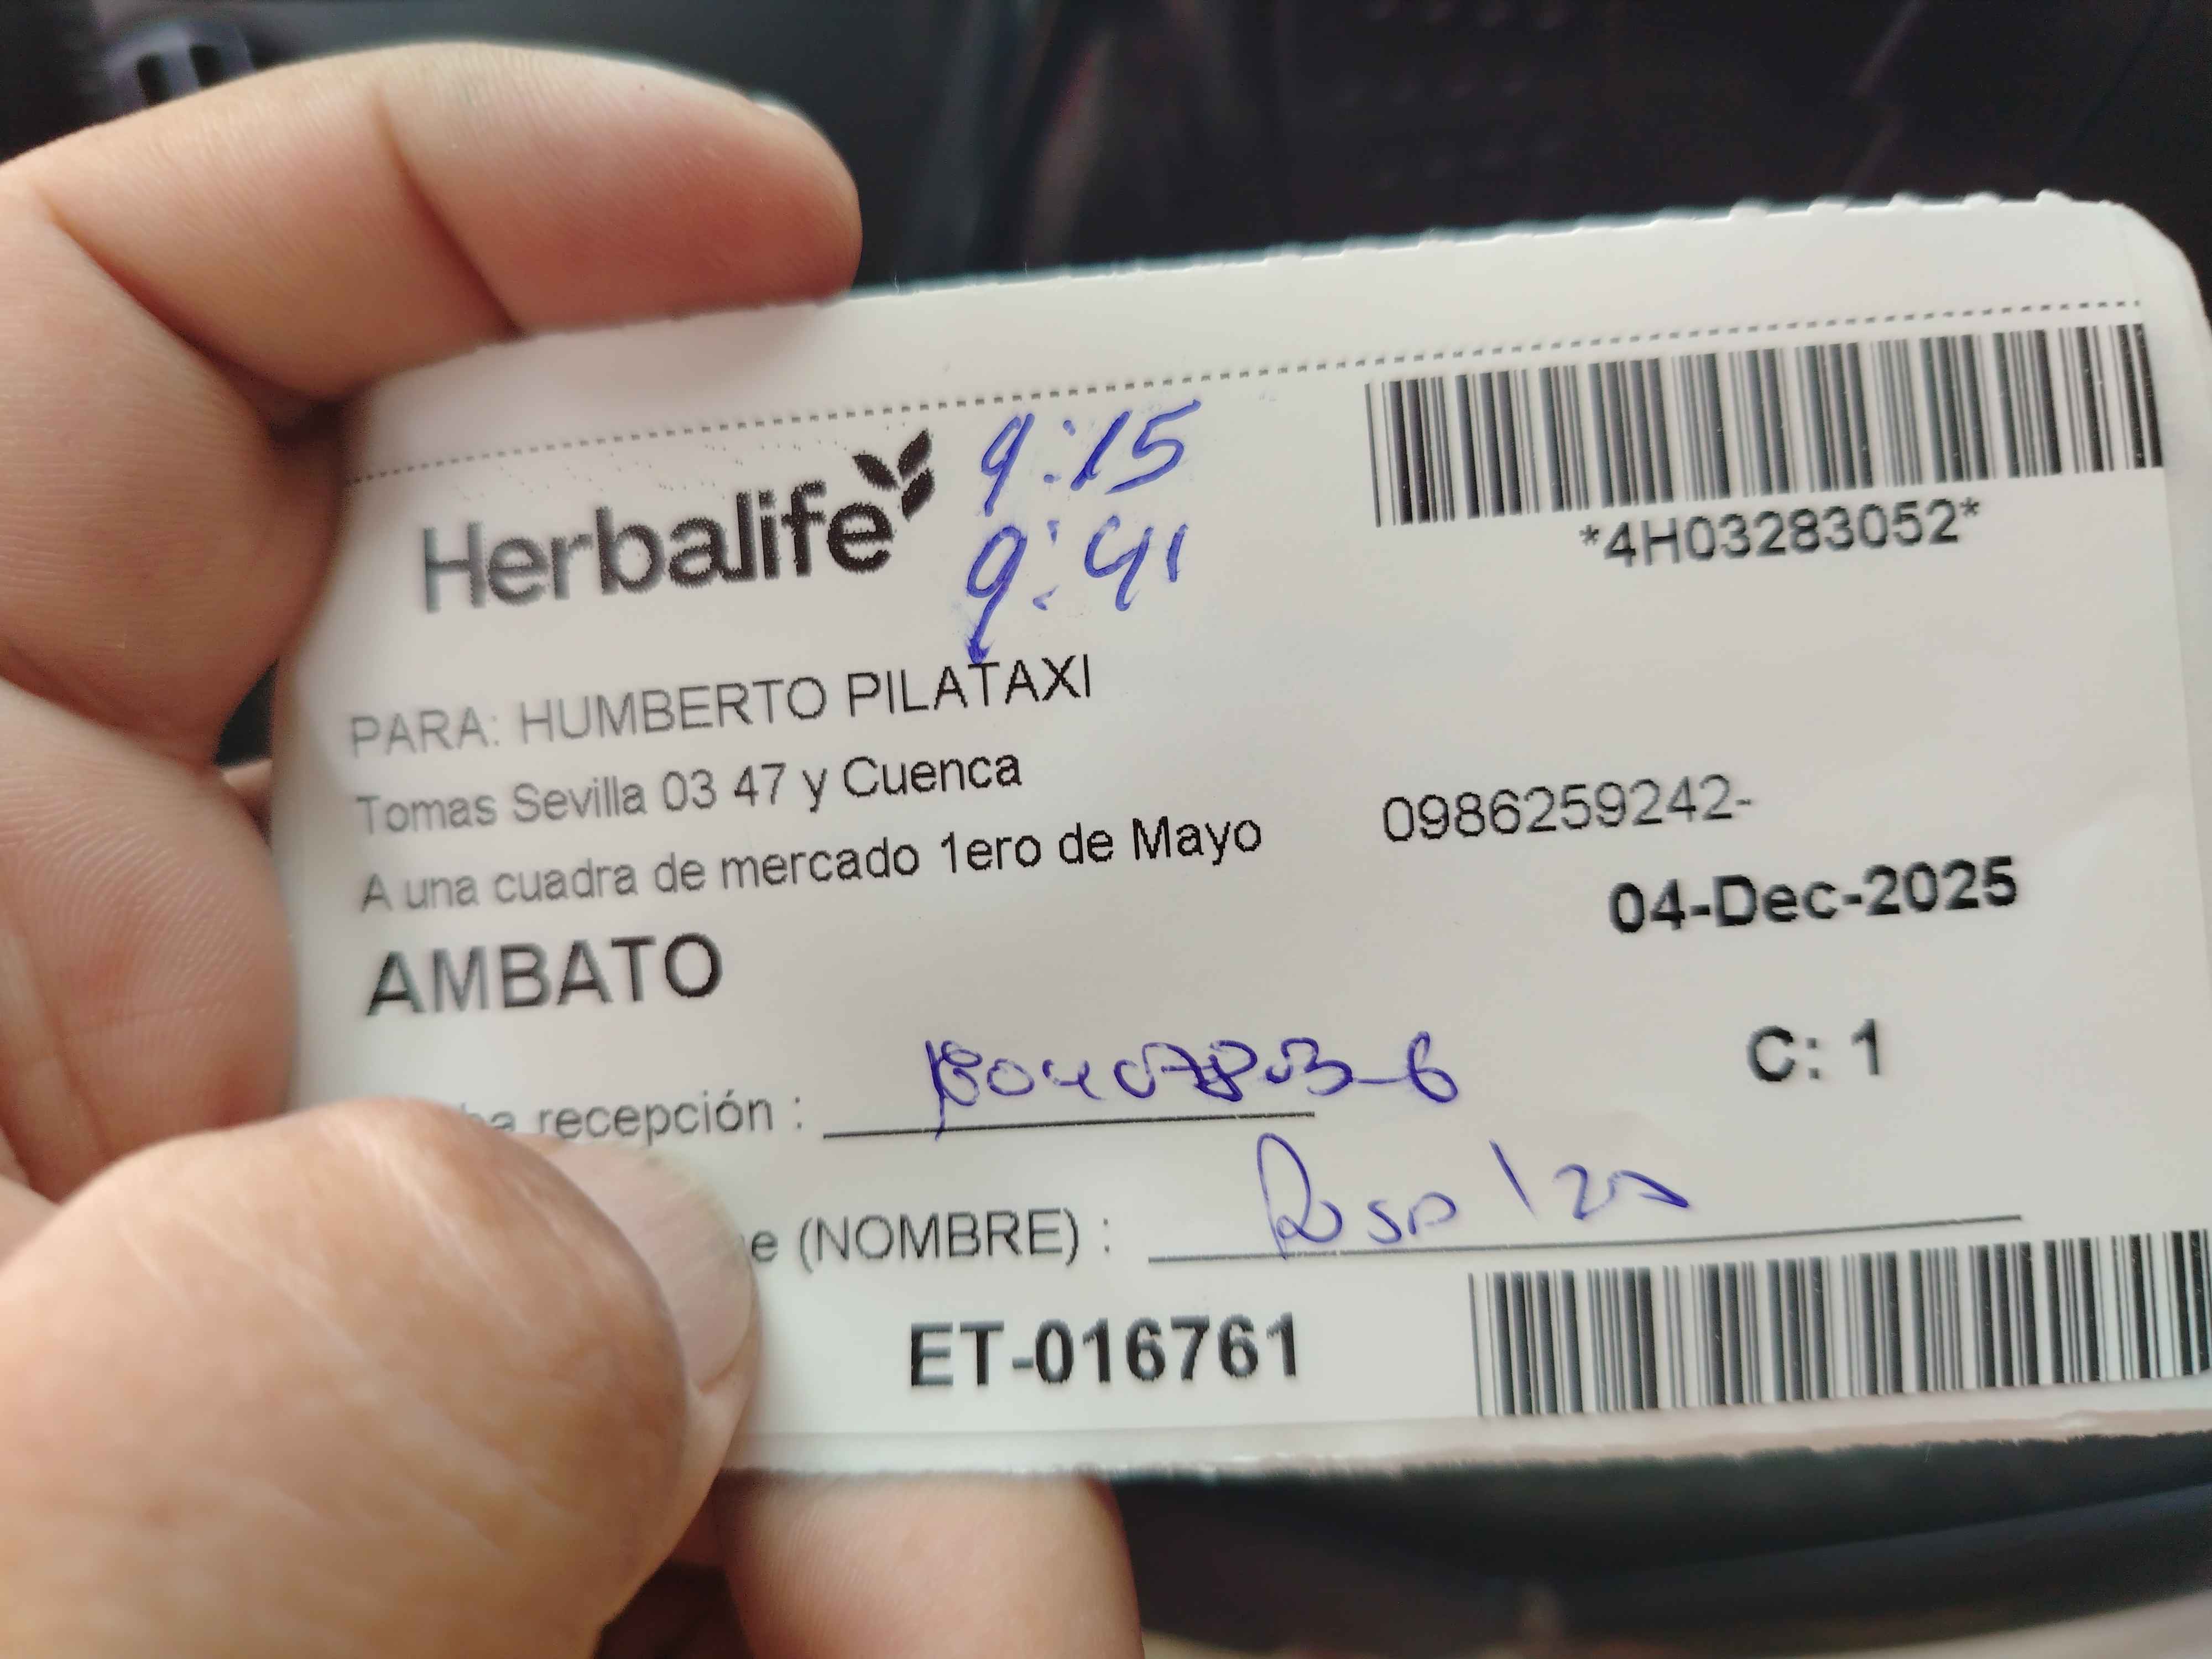 Herbalife
9:15
9:41
*4H03283052*
PARA: HUMBERTO PILATAXI
Tomas Sevilla 03 47 y Cuenca
A una cuadra de mercado 1ero de Mayo
0986259242-
04-Dec-2025
AMBATO
C: 1
recepción :
e (NOMBRE) : Rosa
ET-016761